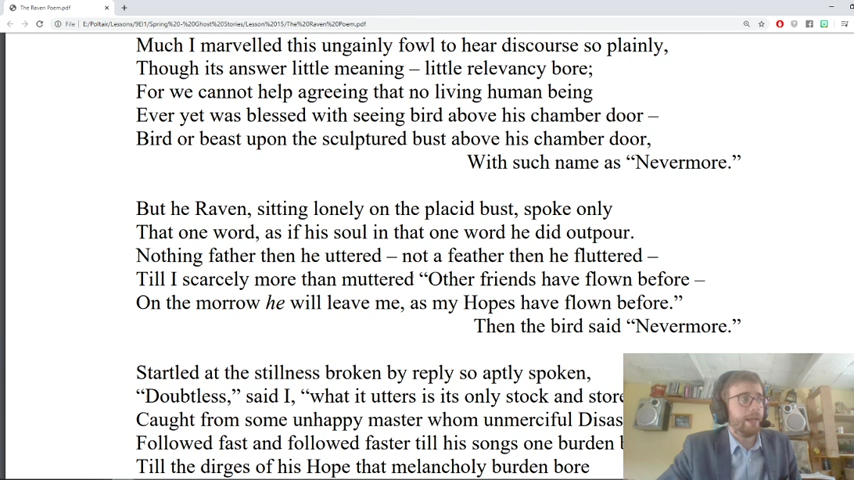 The Raven Poem.pdf
File | E:/Poltair/Lessons/9E)1/Spring%20-%20Ghost%20Stories/Lesson%2015/The%20Raven%20Poem.pdf
Much I marvelled this ungainly fowl to hear discourse so plainly,
Though its answer little meaning – little relevancy bore;
For we cannot help agreeing that no living human being
Ever yet was blessed with seeing bird above his chamber door –
Bird or beast upon the sculptured bust above his chamber door,
With such name as “Nevermore.”
But he Raven, sitting lonely on the placid bust, spoke only
That one word, as if his soul in that one word he did outpour.
Nothing father then he uttered – not a feather then he fluttered –
Till I scarcely more than muttered “Other friends have flown before –
On the morrow he will leave me, as my Hopes have flown before.”
Then the bird said “Nevermore.”
Startled at the stillness broken by reply so aptly spoken,
“Doubtless,” said I, “what it utters is its only stock and store
Caught from some unhappy master whom unmerciful Disas
Followed fast and followed faster till his songs one burden b
Till the dirges of his Hope that melancholy burden bore